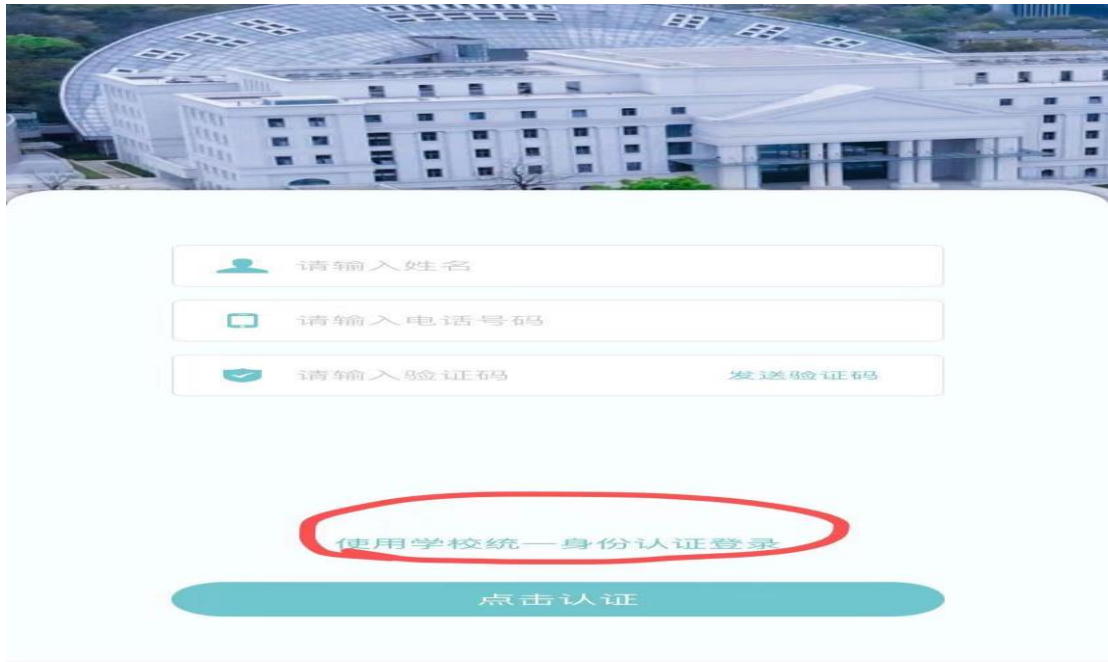 请输入姓名
请输入电话号码
请输入验证码 发送验证码
使用学校统一身份认证登录
点击认证